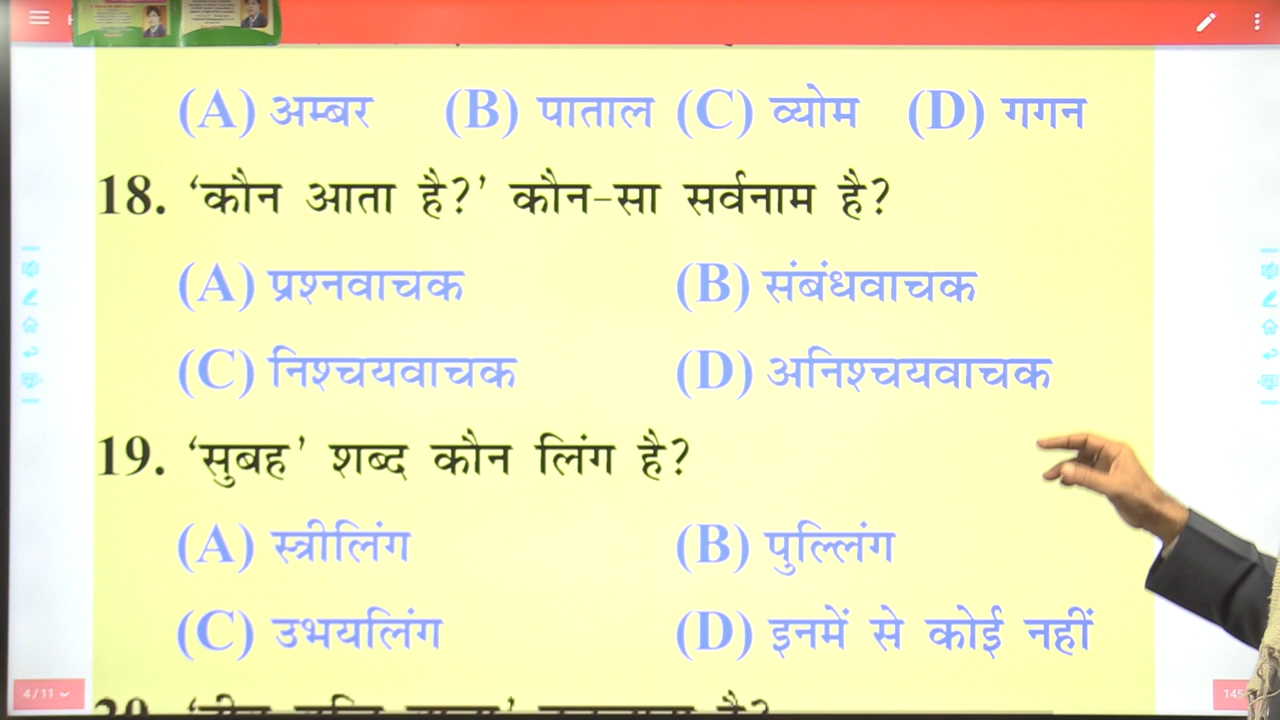 (A) अम्बर (B) पाताल (C) व्योम (D) गगन
18. ‘कौन आता है?’ कौन-सा सर्वनाम है?
(A) प्रश्नवाचक (B) संबंधवाचक
(C) निश्चयवाचक (D) अनिश्चयवाचक
19. ‘सुबह’ शब्द कौन लिंग है?
(A) स्त्रीलिंग (B) पुल्लिंग
(C) उभयलिंग (D) इनमें से कोई नहीं
4/11